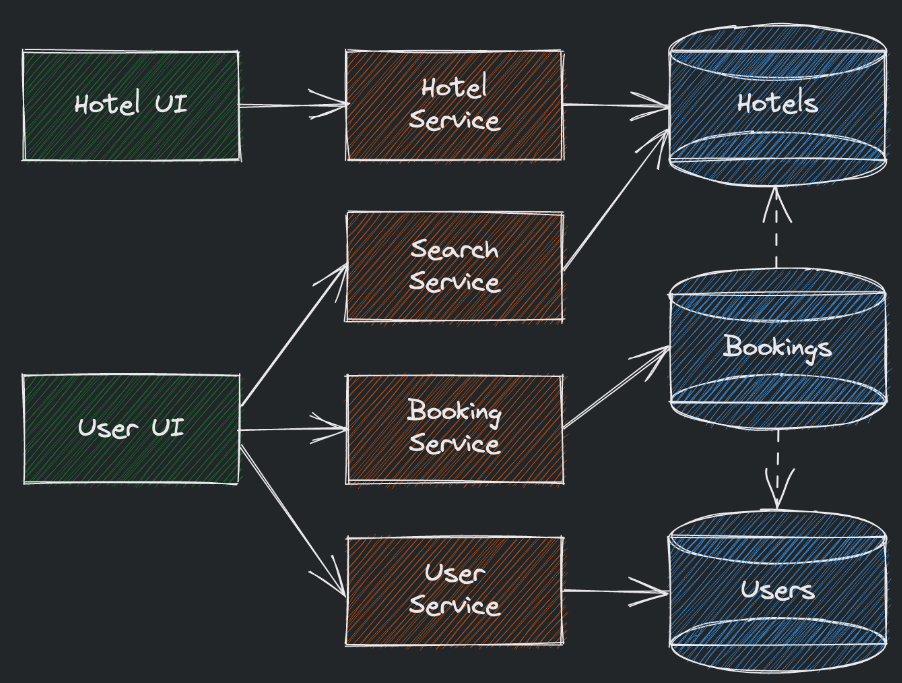 Hotel UI
Hotel
Service
Hotels
Search
Service
Bookings
User UI
Booking
Service
User
Service
Users